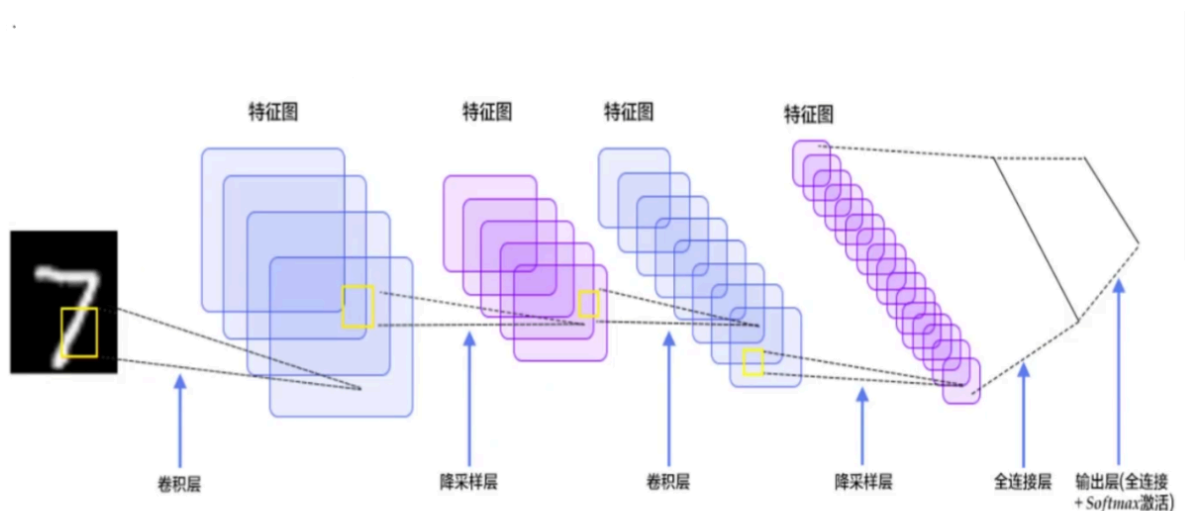 特征图
特征图
特征图
特征图
卷积层
降采样层
卷积层
降采样层
全连接层
输出层(全连接
+ Softmax激活)